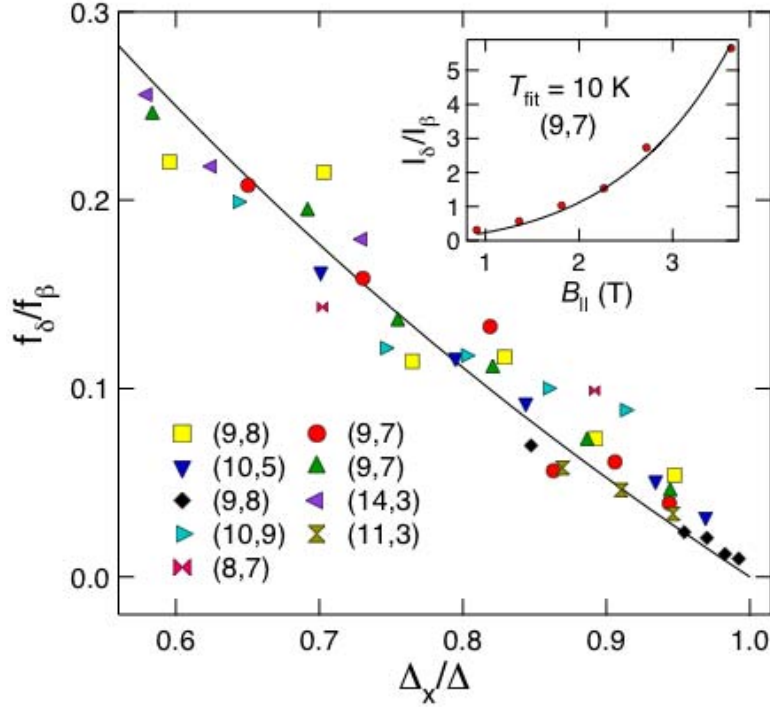 0.3
0.2
0.1
0.0
f_δ/f_β
0.6 0.7 0.8 0.9 1.0
Δ_x/Δ
(9,8) (9,7)
(10,5) (9,7)
(9,8) (14,3)
(10,9) (11,3)
(8,7)
T_fit = 10 K
(9,7)
I_δ/I_β
5
4
3
2
1
0
1 2 3
B_II (T)